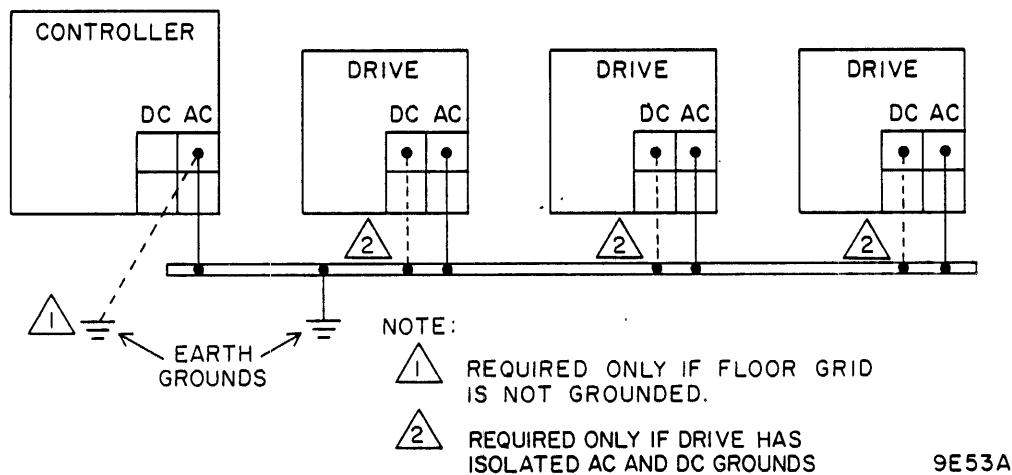 CONTROLLER
DC AC
DRIVE
DC AC
DRIVE
DC AC
DRIVE
DC AC
2
2
2
1
EARTH
GROUNDS
NOTE:
1 REQUIRED ONLY IF FLOOR GRID
IS NOT GROUNDED.
2 REQUIRED ONLY IF DRIVE HAS
ISOLATED AC AND DC GROUNDS
9E53A